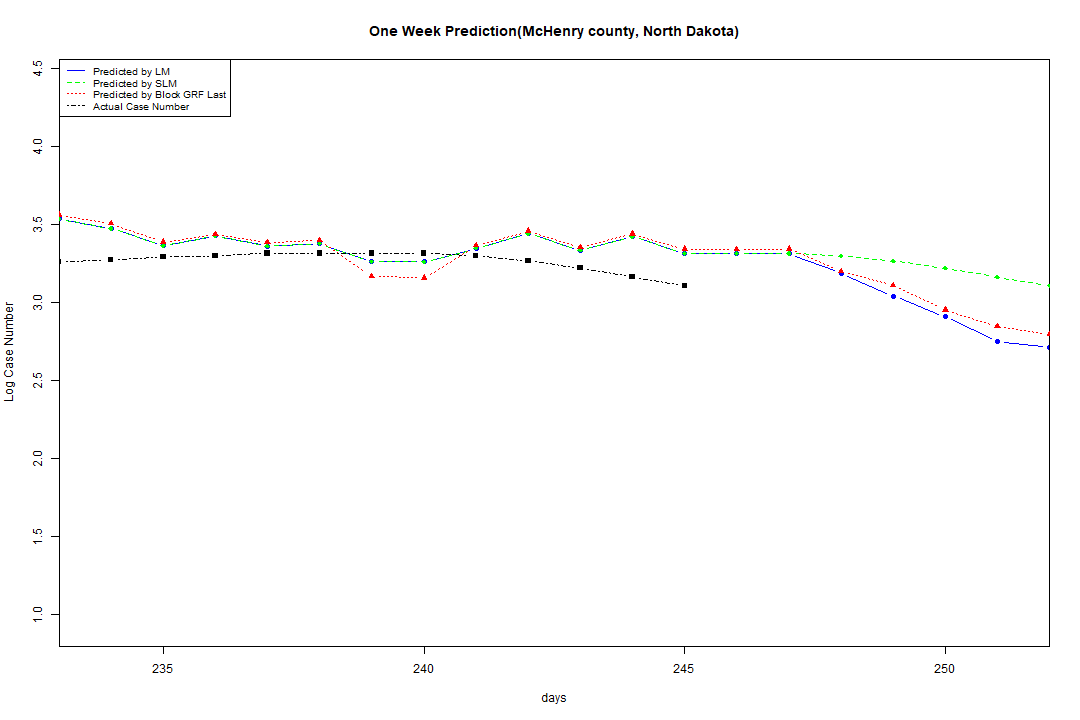 One Week Prediction(McHenry county, North Dakota)
Predicted by LM
Predicted by SLM
Predicted by Block GRF Last
Actual Case Number
4.5
4.0
3.5
3.0
2.5
2.0
1.5
1.0
Log Case Number
235 240 245 250
days